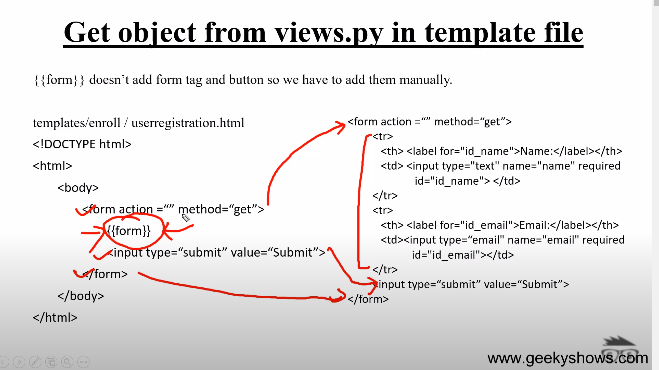 Get object from views.py in template file
{{form}} doesn’t add form tag and button so we have to add them manually.
templates/enroll / userregistration.html
<!DOCTYPE html>
<html>
<body>
<form action =“” method=“get”>
{{form}}
<input type=“submit” value=“Submit”>
</form>
</body>
</html>
<form action =“” method=“get”>
<tr>
<th> <label for="id_name">Name:</label></th>
<td> <input type="text" name="name" required
id="id_name"> </td>
</tr>
<tr>
<th> <label for="id_email">Email:</label></th>
<td><input type=“email" name="email" required
id="id_email"></td>
</tr>
<input type=“submit” value=“Submit”>
</form>
www.geekyshows.com